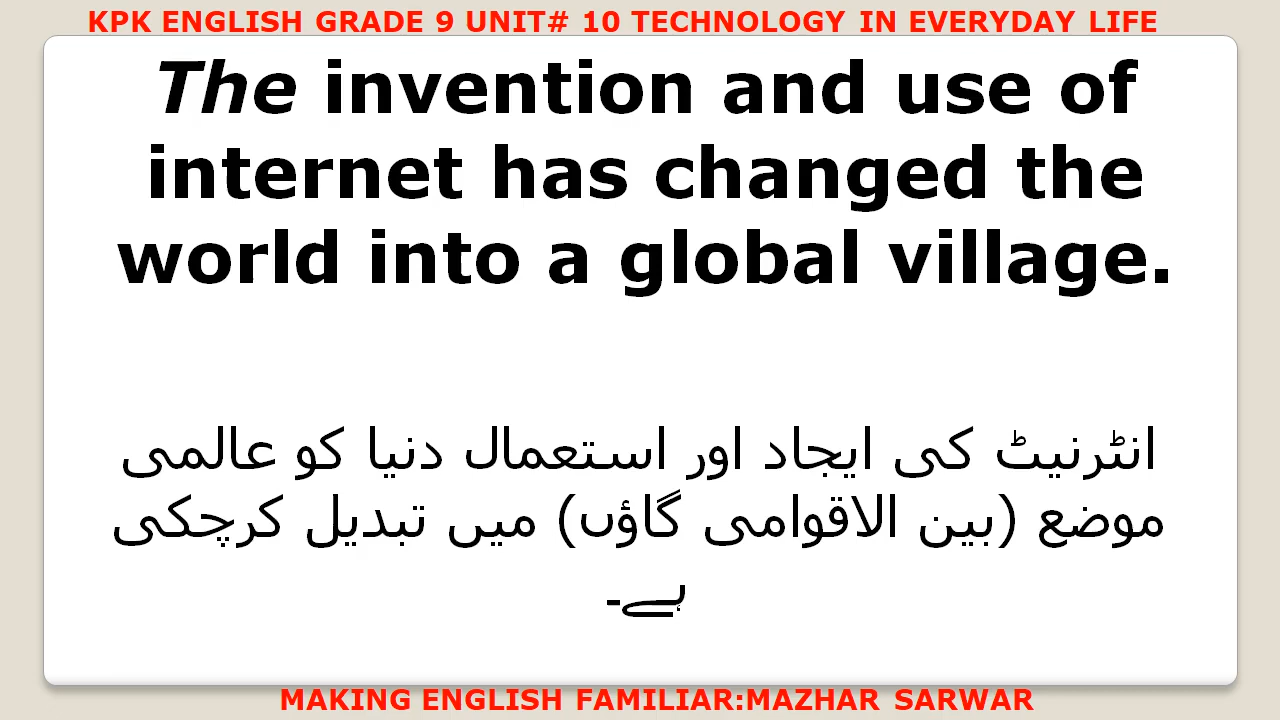 KPK ENGLISH GRADE 9 UNIT# 10 TECHNOLOGY IN EVERYDAY LIFE
The invention and use of
internet has changed the
world into a global village.
انٹرنیٹ کی ایجاد اور استعمال دنیا کو عالمی
موضع (بین الاقوامی گاؤں) میں تبدیل کرچکی
ہے۔
MAKING ENGLISH FAMILIAR:MAZHAR SARWAR